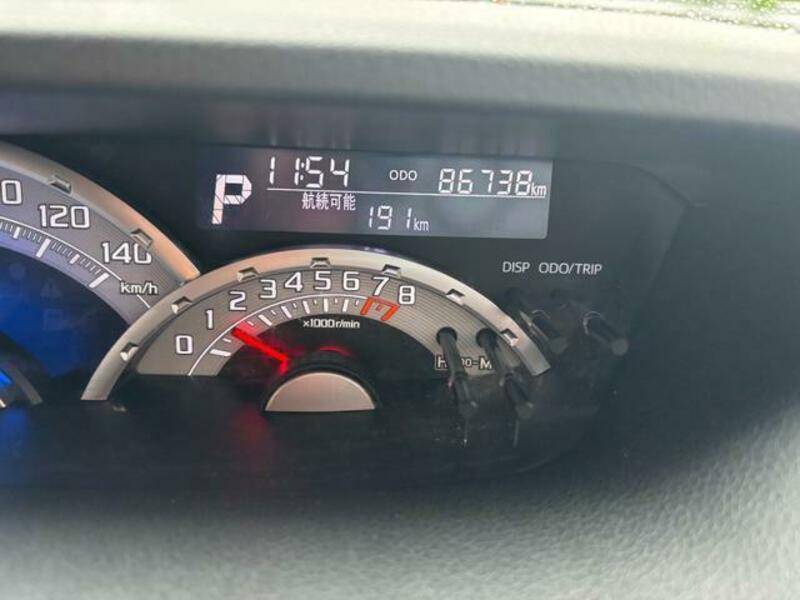 P
11:54 ODO 86738km
航続可能
191km
DISP ODO/TRIP
120
140
km/h
0 1 2 3 4 5 6 7 8
x1000r/min